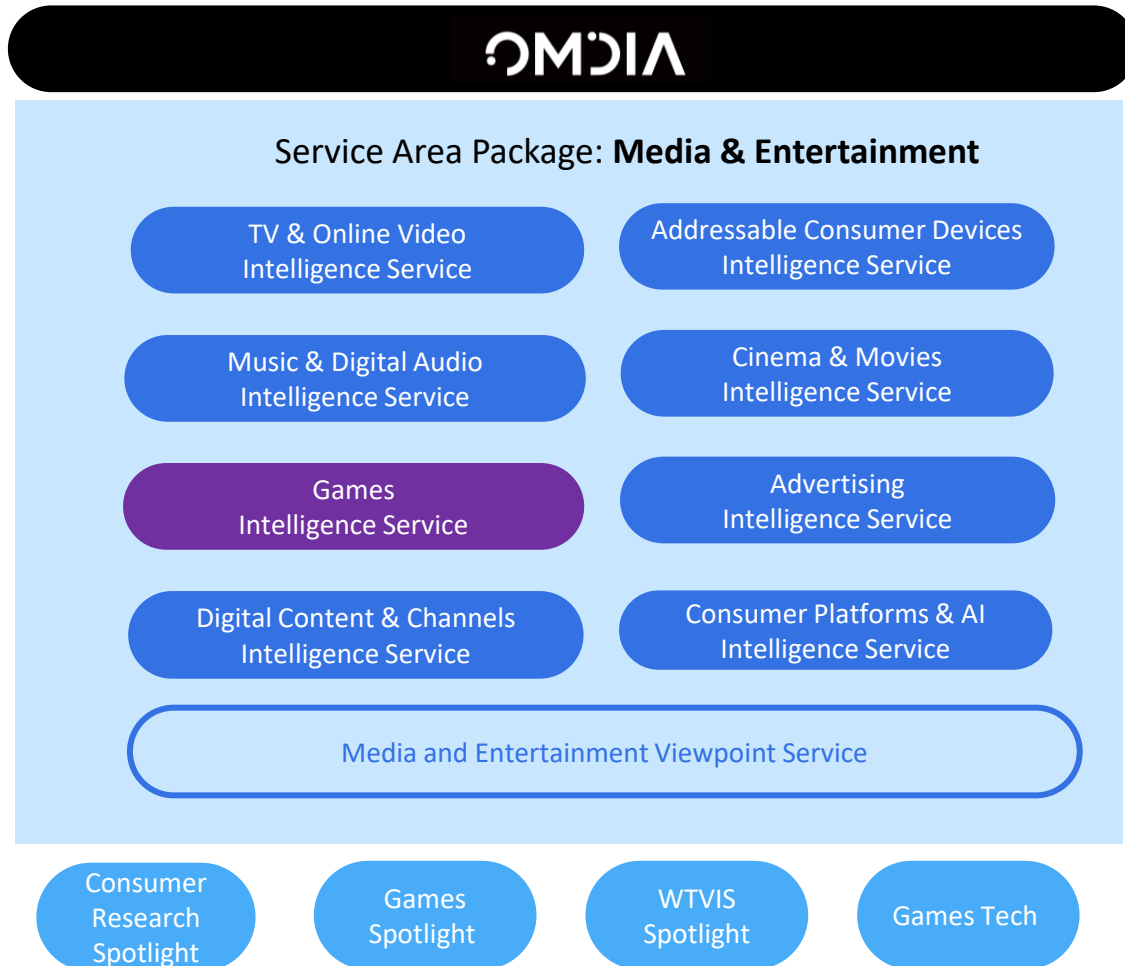 OMDIA
Service Area Package: Media & Entertainment
TV & Online Video
Intelligence Service
Addressable Consumer Devices
Intelligence Service
Music & Digital Audio
Intelligence Service
Cinema & Movies
Intelligence Service
Games
Intelligence Service
Advertising
Intelligence Service
Digital Content & Channels
Intelligence Service
Consumer Platforms & AI
Intelligence Service
Media and Entertainment Viewpoint Service
Consumer
Research
Spotlight
Games
Spotlight
WTVIS
Spotlight
Games Tech